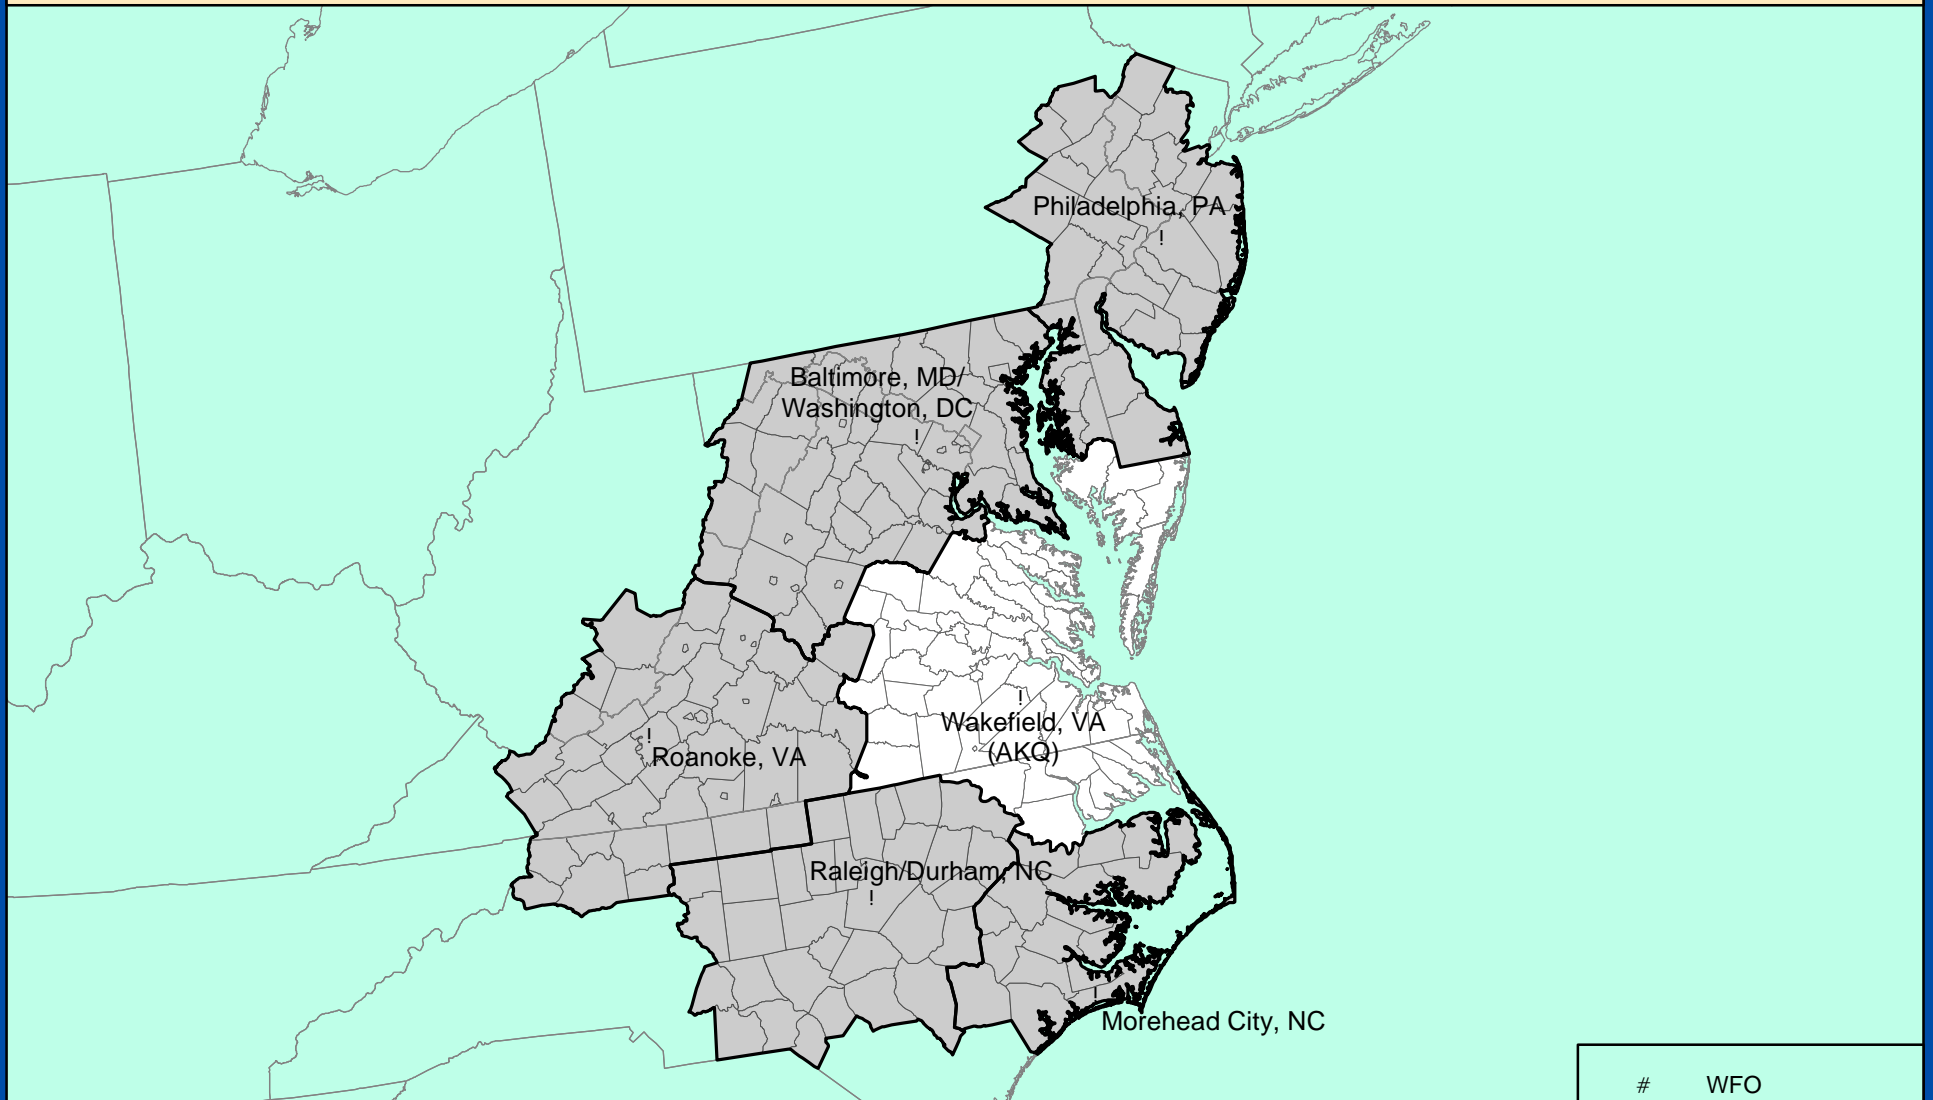 Philadelphia, PA
!
Baltimore, MD/
Washington, DC
!
!
Wakefield, VA
(AKQ)
!
Roanoke, VA
Raleigh/Durham, NC
!
!
Morehead City, NC
# WFO